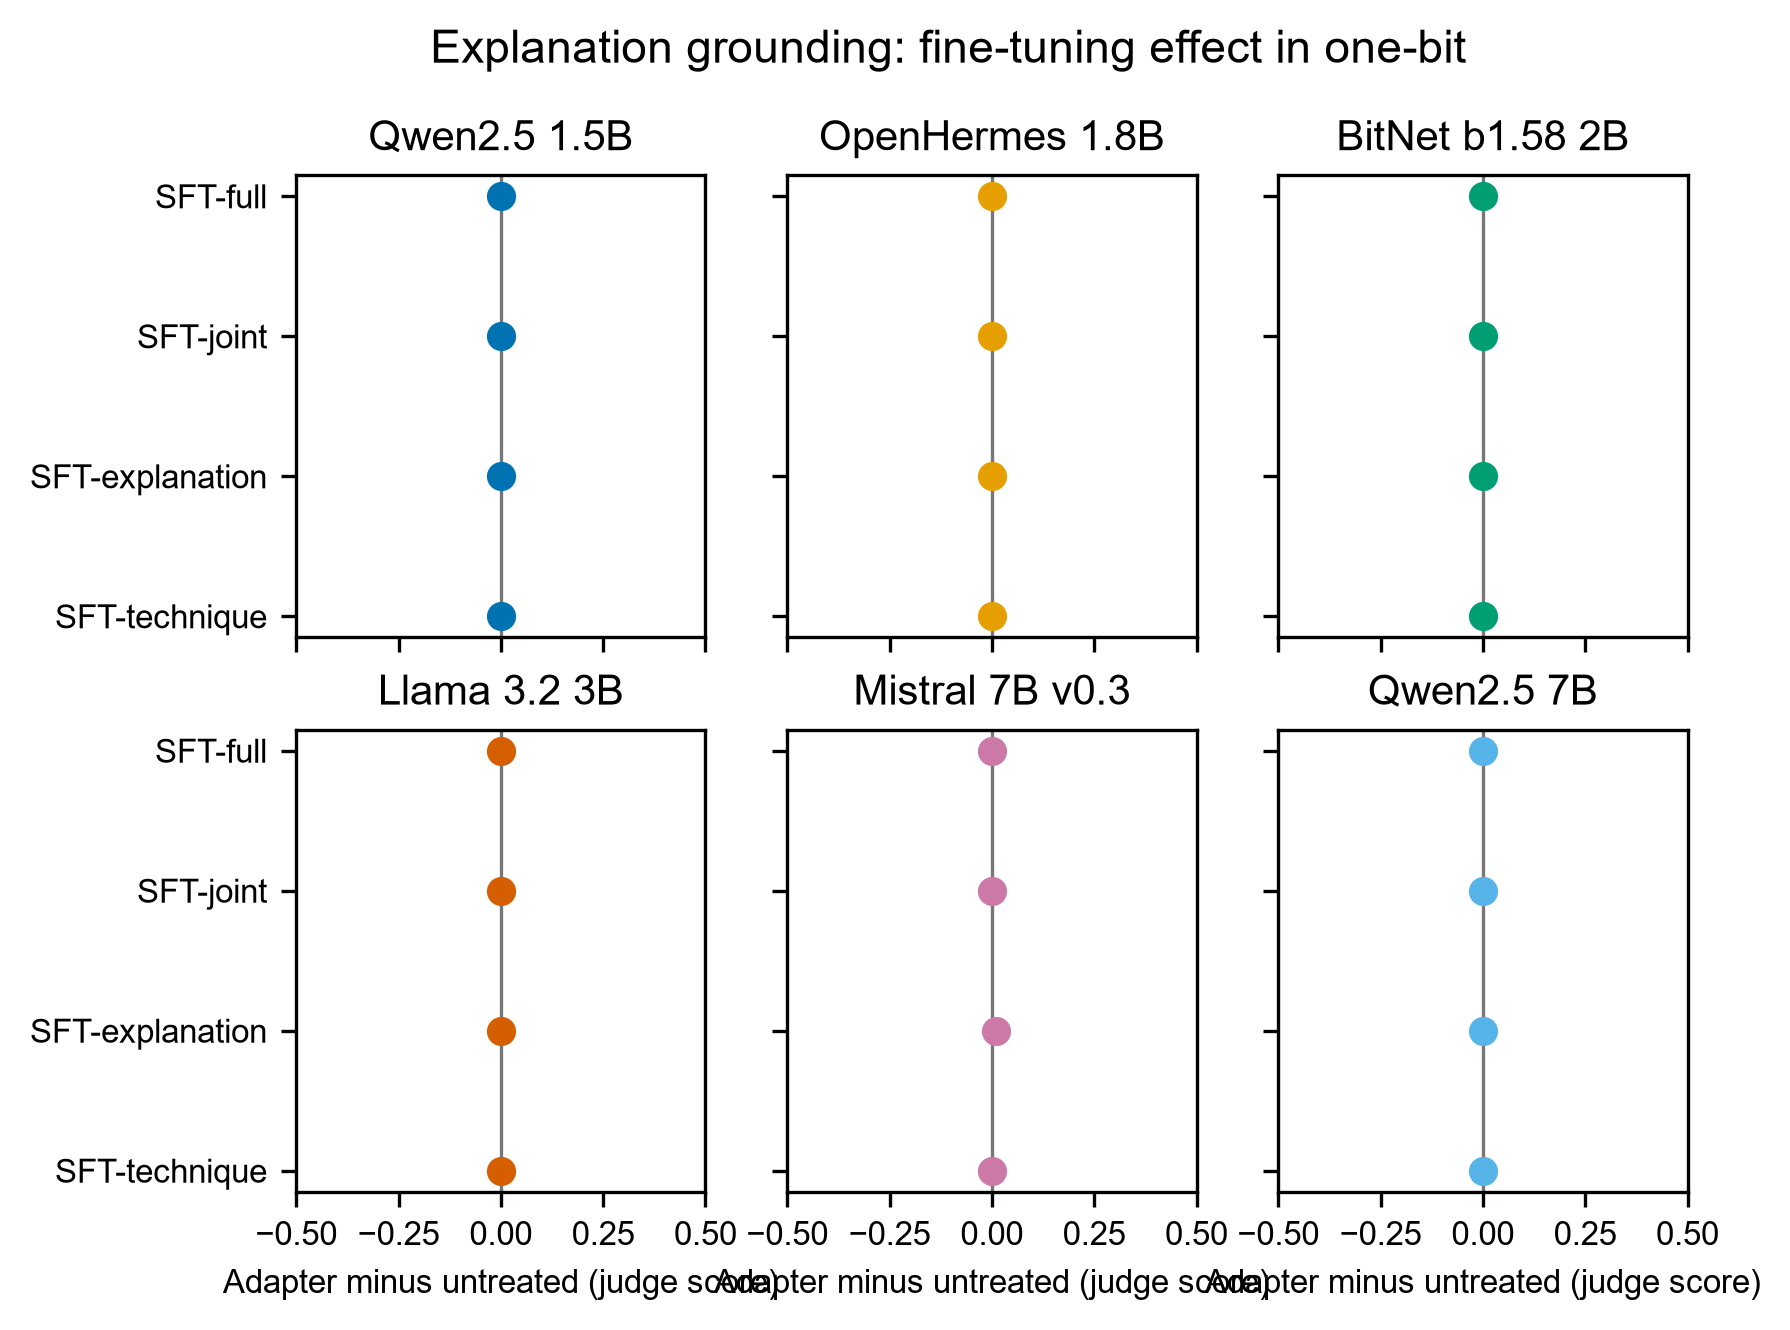 Explanation grounding: fine-tuning effect in one-bit
Qwen2.5 1.5B
OpenHermes 1.8B
BitNet b1.58 2B
SFT-full
SFT-joint
SFT-explanation
SFT-technique
Llama 3.2 3B
Mistral 7B v0.3
Qwen2.5 7B
SFT-full
SFT-joint
SFT-explanation
SFT-technique
−0.50 −0.25 0.00 0.25 0.50
−0.50 −0.25 0.00 0.25 0.50
−0.50 −0.25 0.00 0.25 0.50
Adapter minus untreated (judge score)
Adapter minus untreated (judge score)
Adapter minus untreated (judge score)